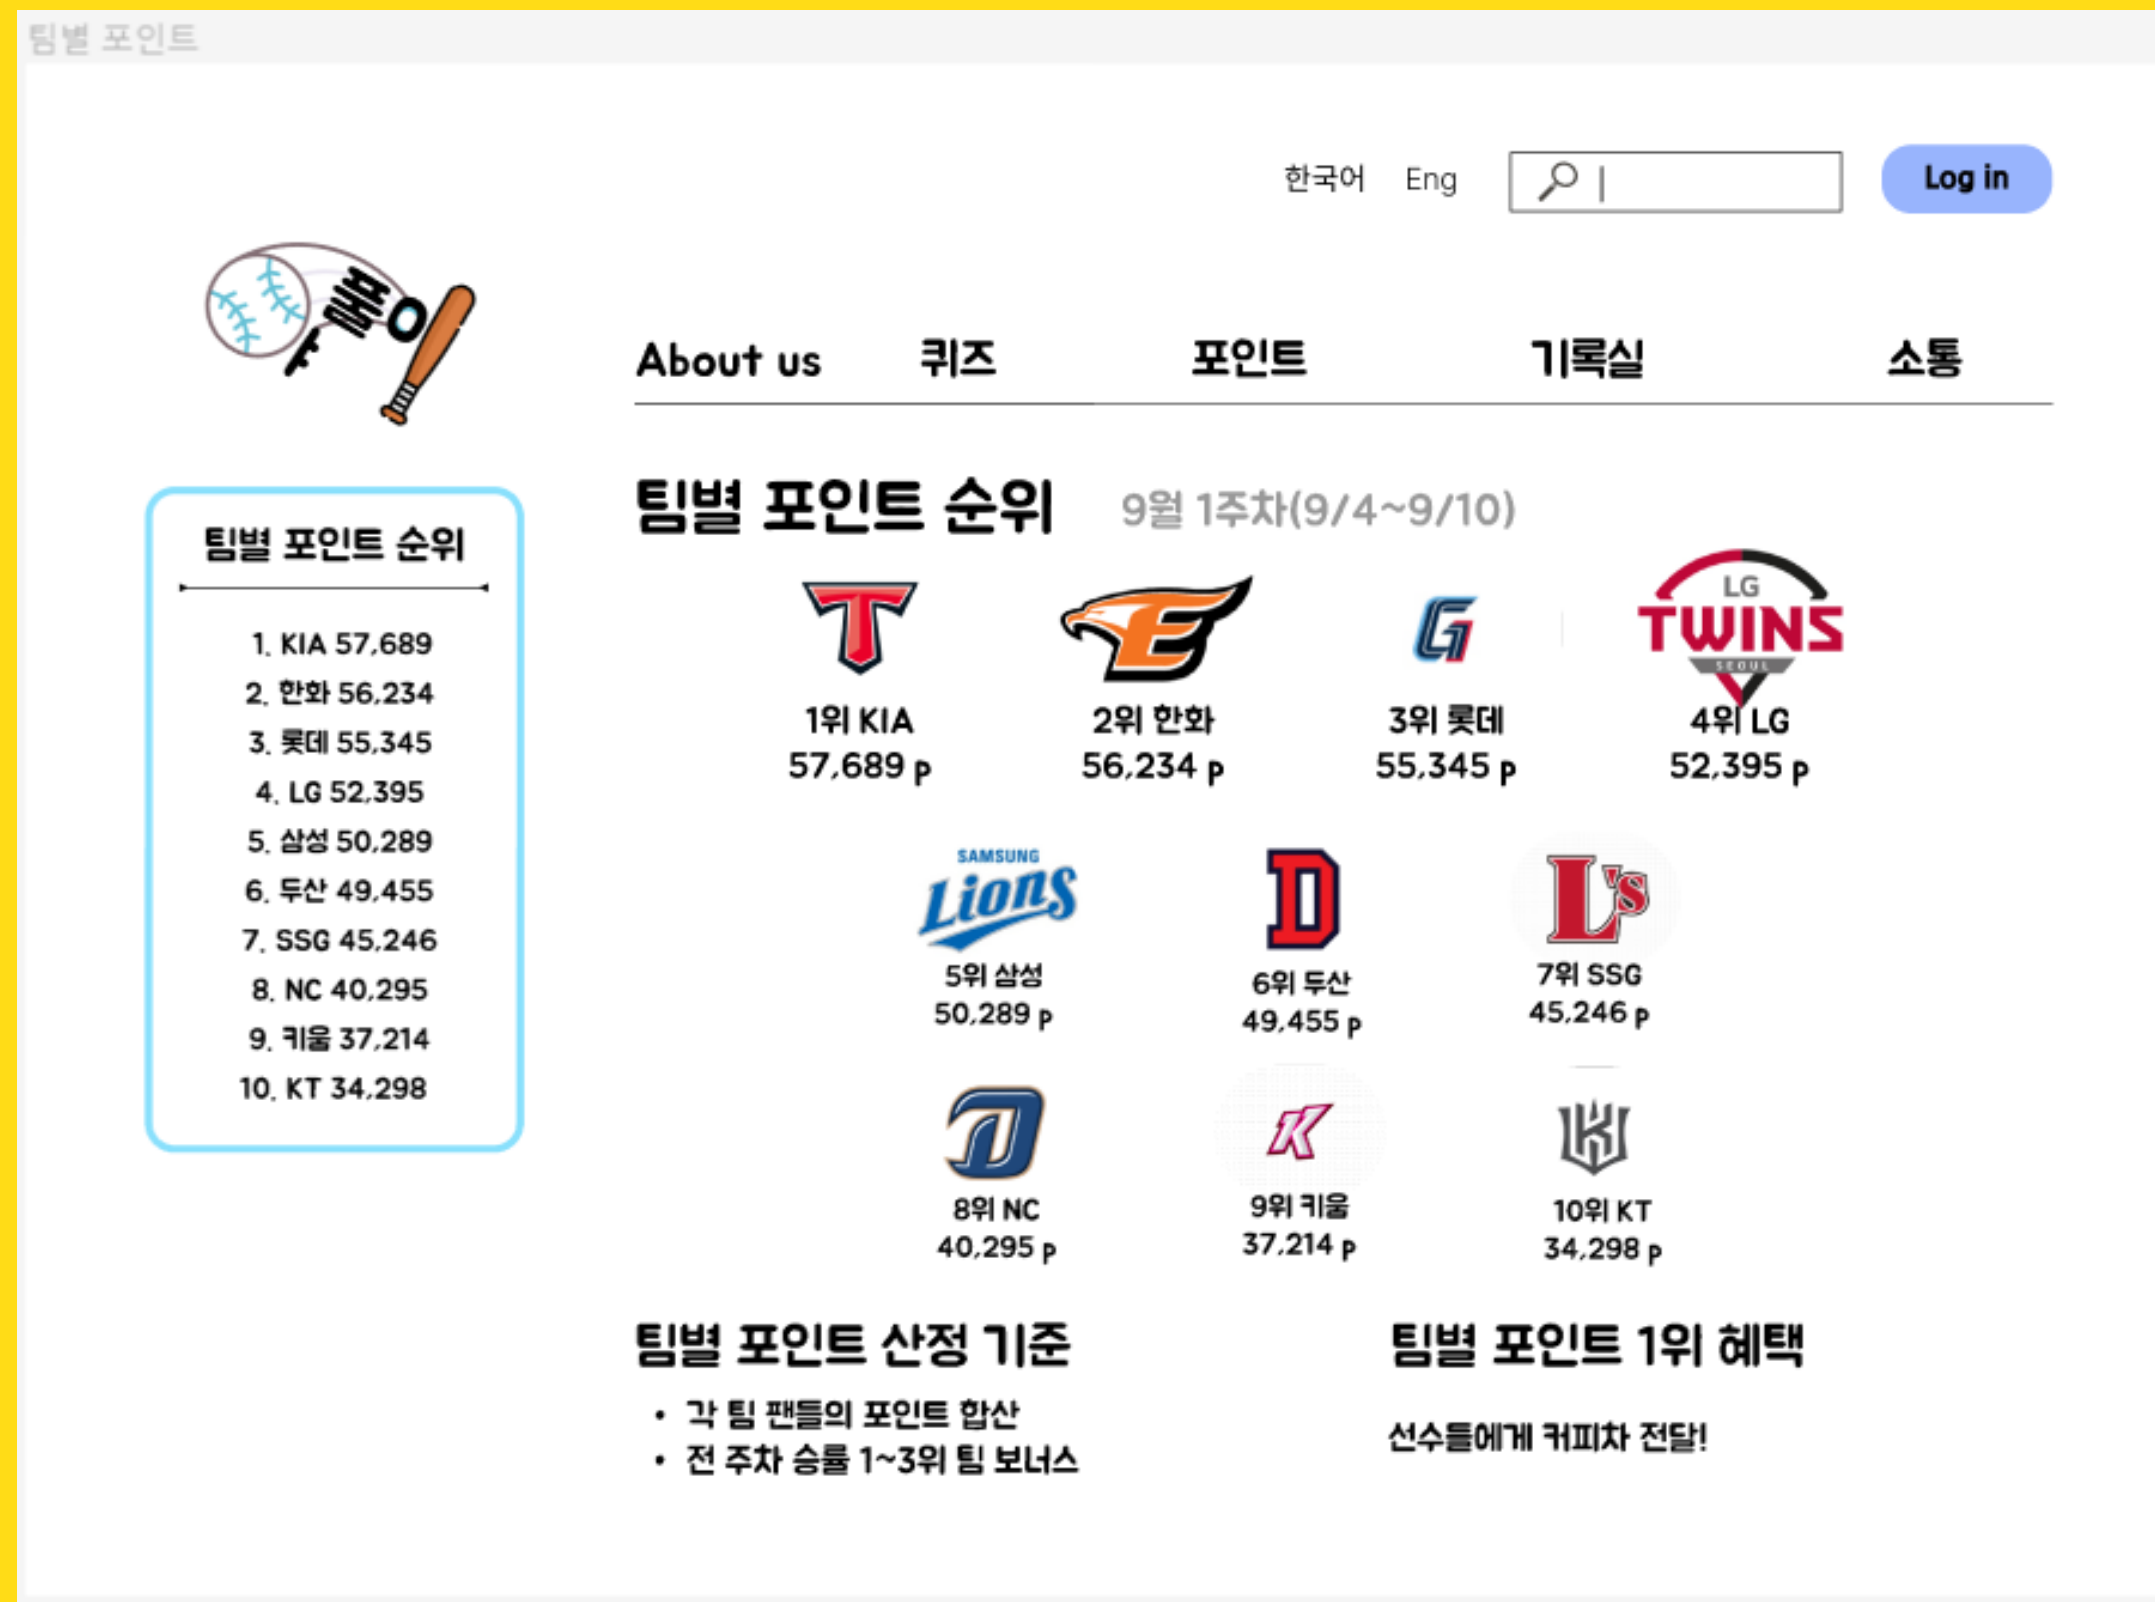 팀별 포인트
한국어 Eng | Log in
풀이
About us 퀴즈 포인트 기록실 소통
팀별 포인트 순위
1. KIA 57,689
2. 한화 56,234
3. 롯데 55,345
4. LG 52,395
5. 삼성 50,289
6. 두산 49,455
7. SSG 45,246
8. NC 40,295
9. 키움 37,214
10. KT 34,298
팀별 포인트 순위 9월 1주차(9/4~9/10)
T E G LG TWINS SEOUL
1위 KIA 2위 한화 3위 롯데 4위 LG
57,689 p 56,234 p 55,345 p 52,395 p
SAMSUNG Lions D L's
5위 삼성 6위 두산 7위 SSG
50,289 p 49,455 p 45,246 p
D K
8위 NC 9위 키움 10위 KT
40,295 p 37,214 p 34,298 p
팀별 포인트 산정 기준
• 각 팀 팬들의 포인트 합산
• 전 주차 승률 1~3위 팀 보너스
팀별 포인트 1위 혜택
선수들에게 커피차 전달!